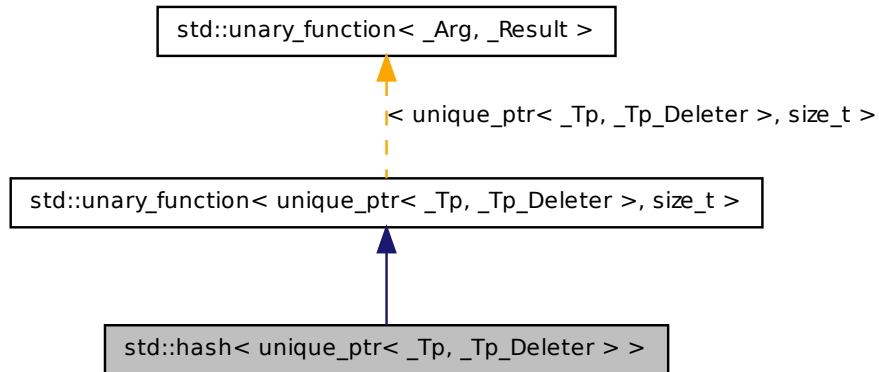 std::unary_function< _Arg, _Result >
< unique_ptr< _Tp, _Tp_Deleter >, size_t >
std::unary_function< unique_ptr< _Tp, _Tp_Deleter >, size_t >
std::hash< unique_ptr< _Tp, _Tp_Deleter > >